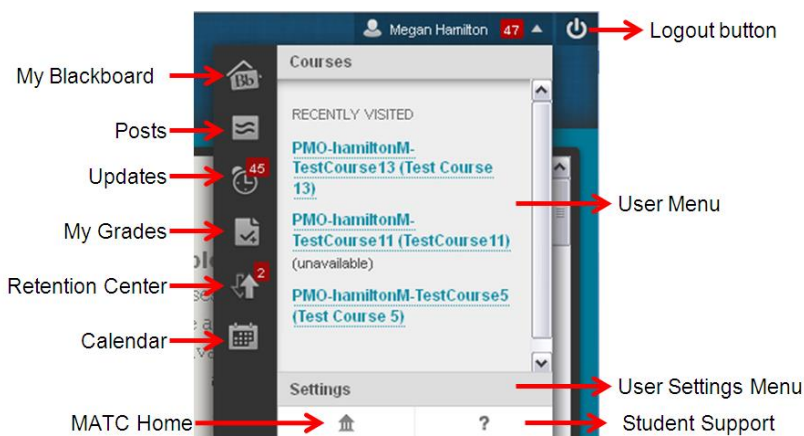 Megan Hamilton 47
Logout button
My Blackboard
Bb
Courses
Posts
RECENTLY VISITED
PMO-hamiltonM-
TestCourse13 (Test Course
13)
Updates
45
User Menu
My Grades
PMO-hamiltonM-
TestCourse11 (TestCourse11)
(unavailable)
Retention Center
2
PMO-hamiltonM-TestCourse5
(Test Course 5)
Calendar
Settings
User Settings Menu
MATC Home
?
Student Support